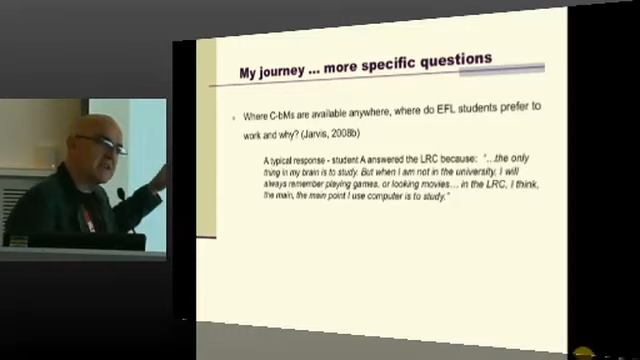 My journey ... more specific questions
Where C-bMs are available anywhere, where do EFL students prefer to
work and why? (Jarvis, 2008b)
A typical response - student A answered the LRC because: "...the only
thing in my brain is to study. But when I am not in the university, I will
always remember playing games, or looking movies... in the LRC, I think,
the main, the main point I use computer is to study."